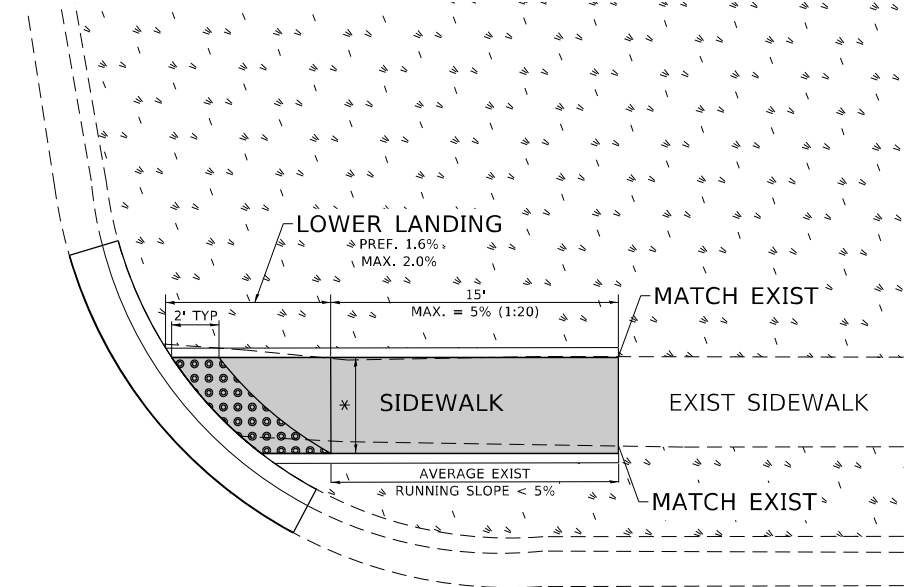 LOWER LANDING
PREF. 1.6%
MAX. 2.0%
15'
MAX. = 5% (1:20)
2' TYP
MATCH EXIST
* SIDEWALK
EXIST SIDEWALK
AVERAGE EXIST
RUNNING SLOPE < 5%
MATCH EXIST